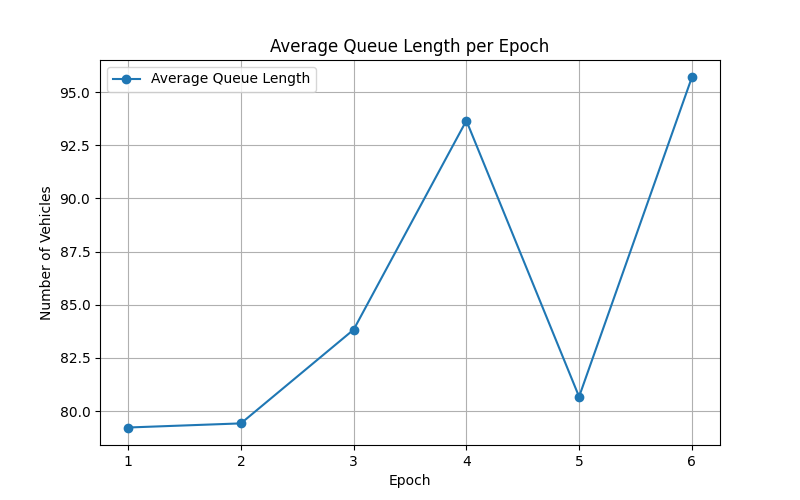 Average Queue Length per Epoch
Average Queue Length
95.0
92.5
90.0
87.5
85.0
82.5
80.0
Number of Vehicles
1 2 3 4 5 6
Epoch